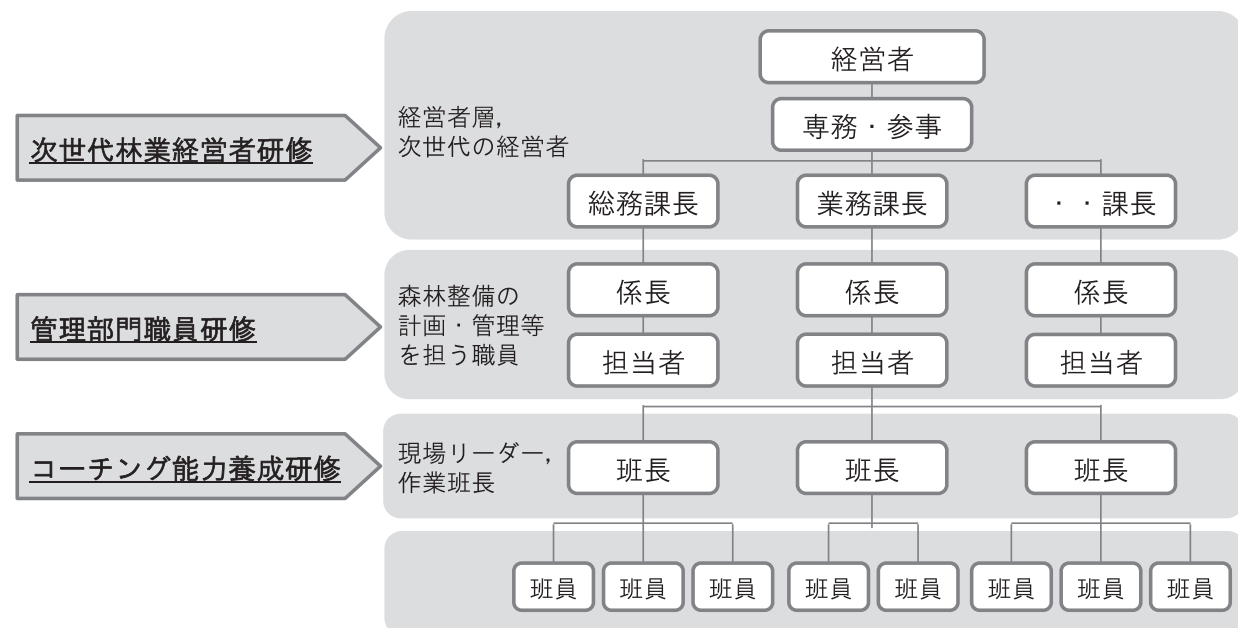 経営者
経営者層,
次世代の経営者
専務・参事
次世代林業経営者研修
総務課長
業務課長
・・課長
森林整備の
計画・管理等
を担う職員
係長
係長
係長
管理部門職員研修
担当者
担当者
担当者
現場リーダー,
作業班長
コーチング能力養成研修
班長
班長
班長
班員
班員
班員
班員
班員
班員
班員
班員